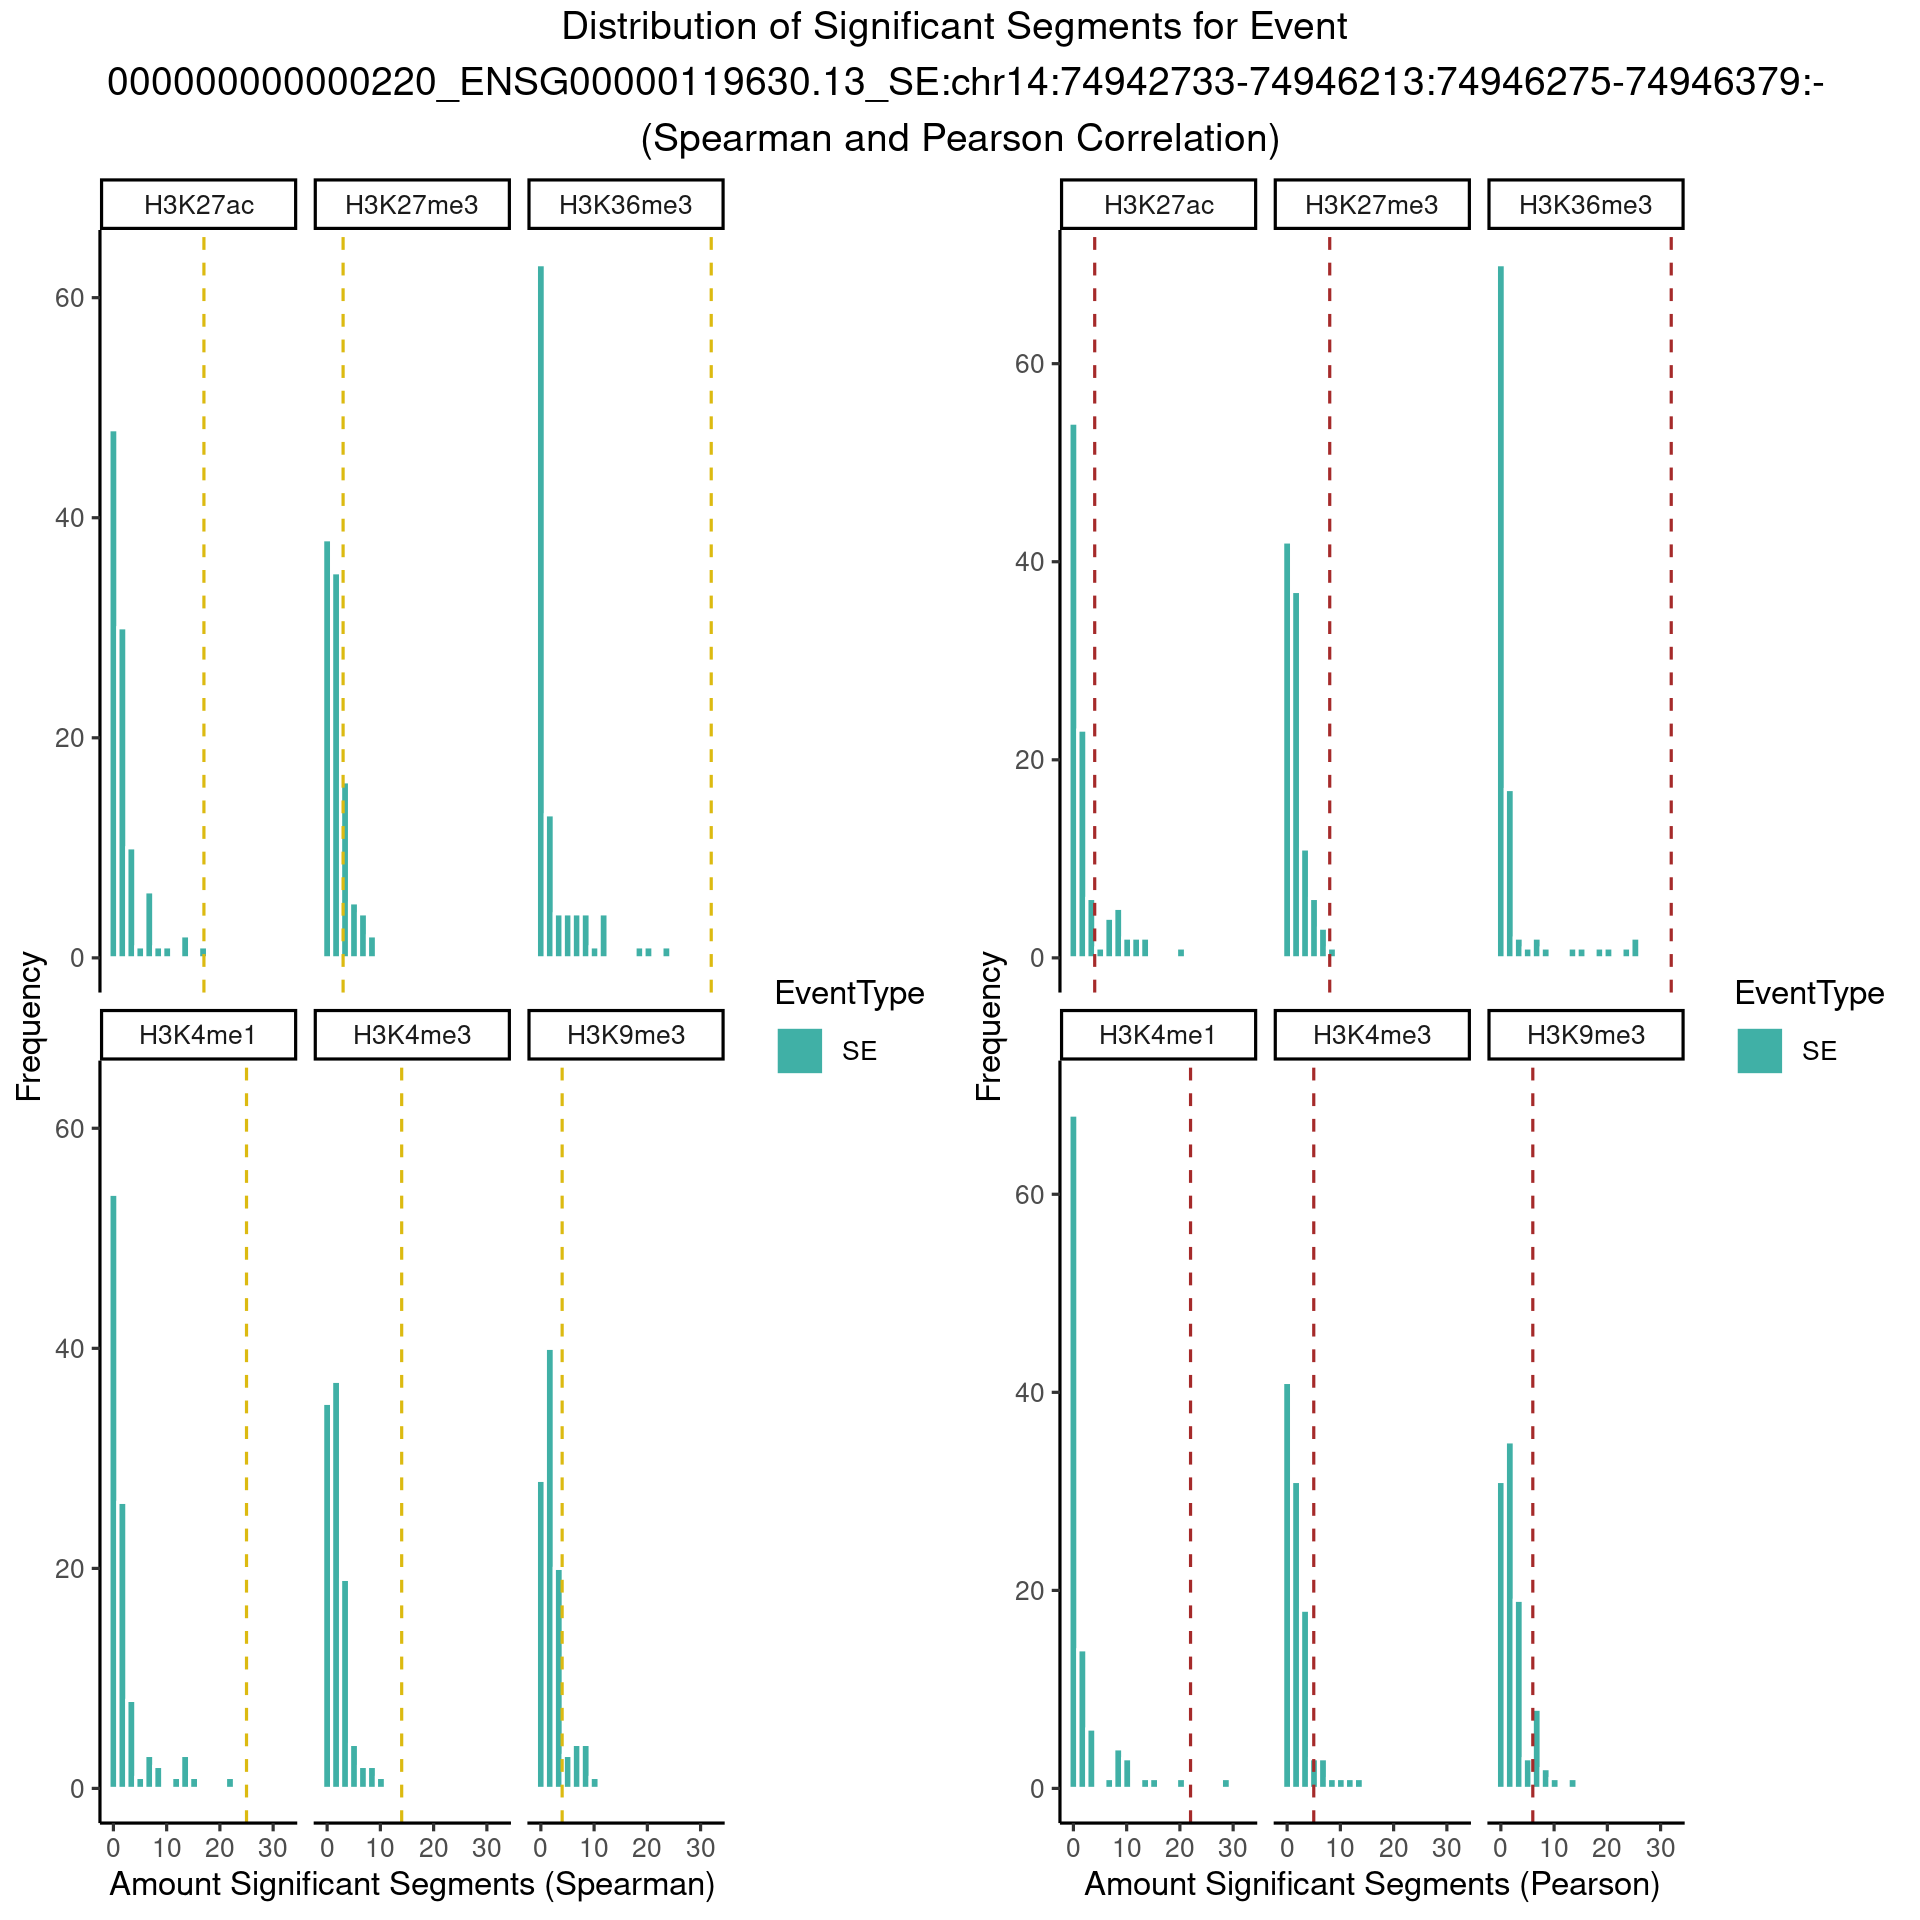 Distribution of Significant Segments for Event
000000000000220_ENSG00000119630.13_SE:chr14:74942733-74946213:74946275-74946379:-
(Spearman and Pearson Correlation)
H3K27ac
H3K27me3
H3K36me3
60
40
20
0
H3K4me1
H3K4me3
H3K9me3
60
40
20
0
0 10 20 30
0 10 20 30
0 10 20 30
Frequency
Amount Significant Segments (Spearman)
EventType
SE
H3K27ac
H3K27me3
H3K36me3
60
40
20
0
H3K4me1
H3K4me3
H3K9me3
60
40
20
0
0 10 20 30
0 10 20 30
0 10 20 30
Frequency
Amount Significant Segments (Pearson)
EventType
SE